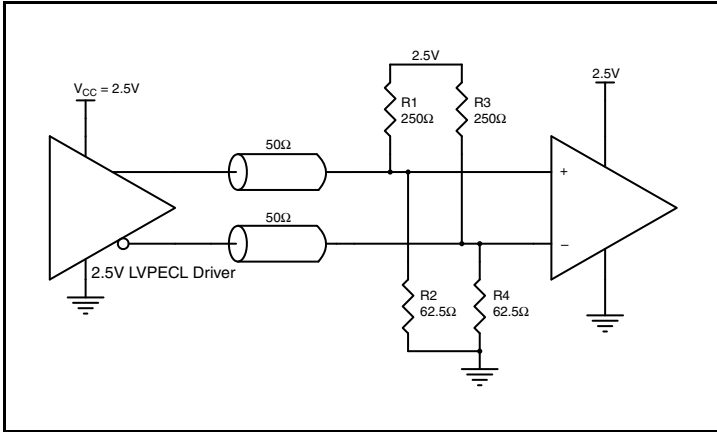 2.5V
V_CC = 2.5V
2.5V
R1
250Ω
R3
250Ω
50Ω
+
50Ω
−
2.5V LVPECL Driver
R2
62.5Ω
R4
62.5Ω